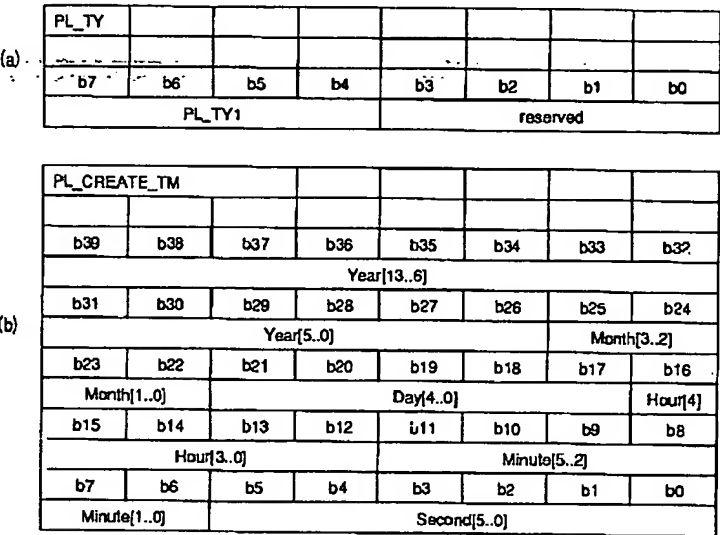 PL_TY
(a)
b7 b6 b5 b4 b3 b2 b1 b0
PL_TY1 reserved
PL_CREATE_TM
b39 b38 b37 b36 b35 b34 b33 b32
Year[13..6]
b31 b30 b29 b28 b27 b26 b25 b24
(b)
Year[5..0] Month[3..2]
b23 b22 b21 b20 b19 b18 b17 b16
Month[1..0] Day[4..0] Hour[4]
b15 b14 b13 b12 b11 b10 b9 b8
Hour[3..0] Minute[5..2]
b7 b6 b5 b4 b3 b2 b1 b0
Minute[1..0] Second[5..0]